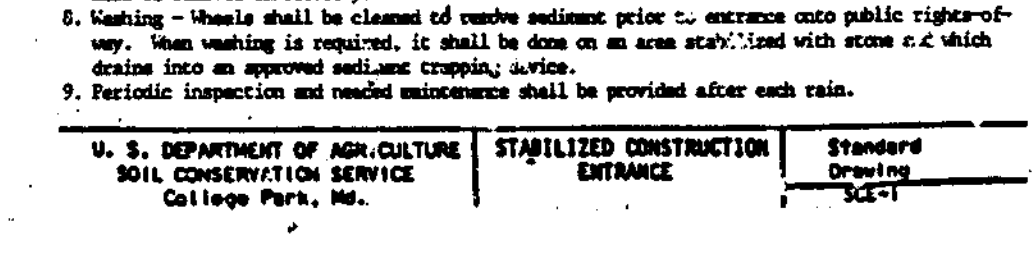 8. Washing - Wheels shall be cleaned to remove sediment prior to entrance onto public rights-of-
way. When washing is required, it shall be done on an area stabilized with stone and which
drains into an approved sediment trapping device.
9. Periodic inspection and needed maintenance shall be provided after each rain.
U. S. DEPARTMENT OF AGRICULTURE
SOIL CONSERVATION SERVICE
College Park, Md.
STABILIZED CONSTRUCTION
ENTRANCE
Standard
Drawing
SCE-1